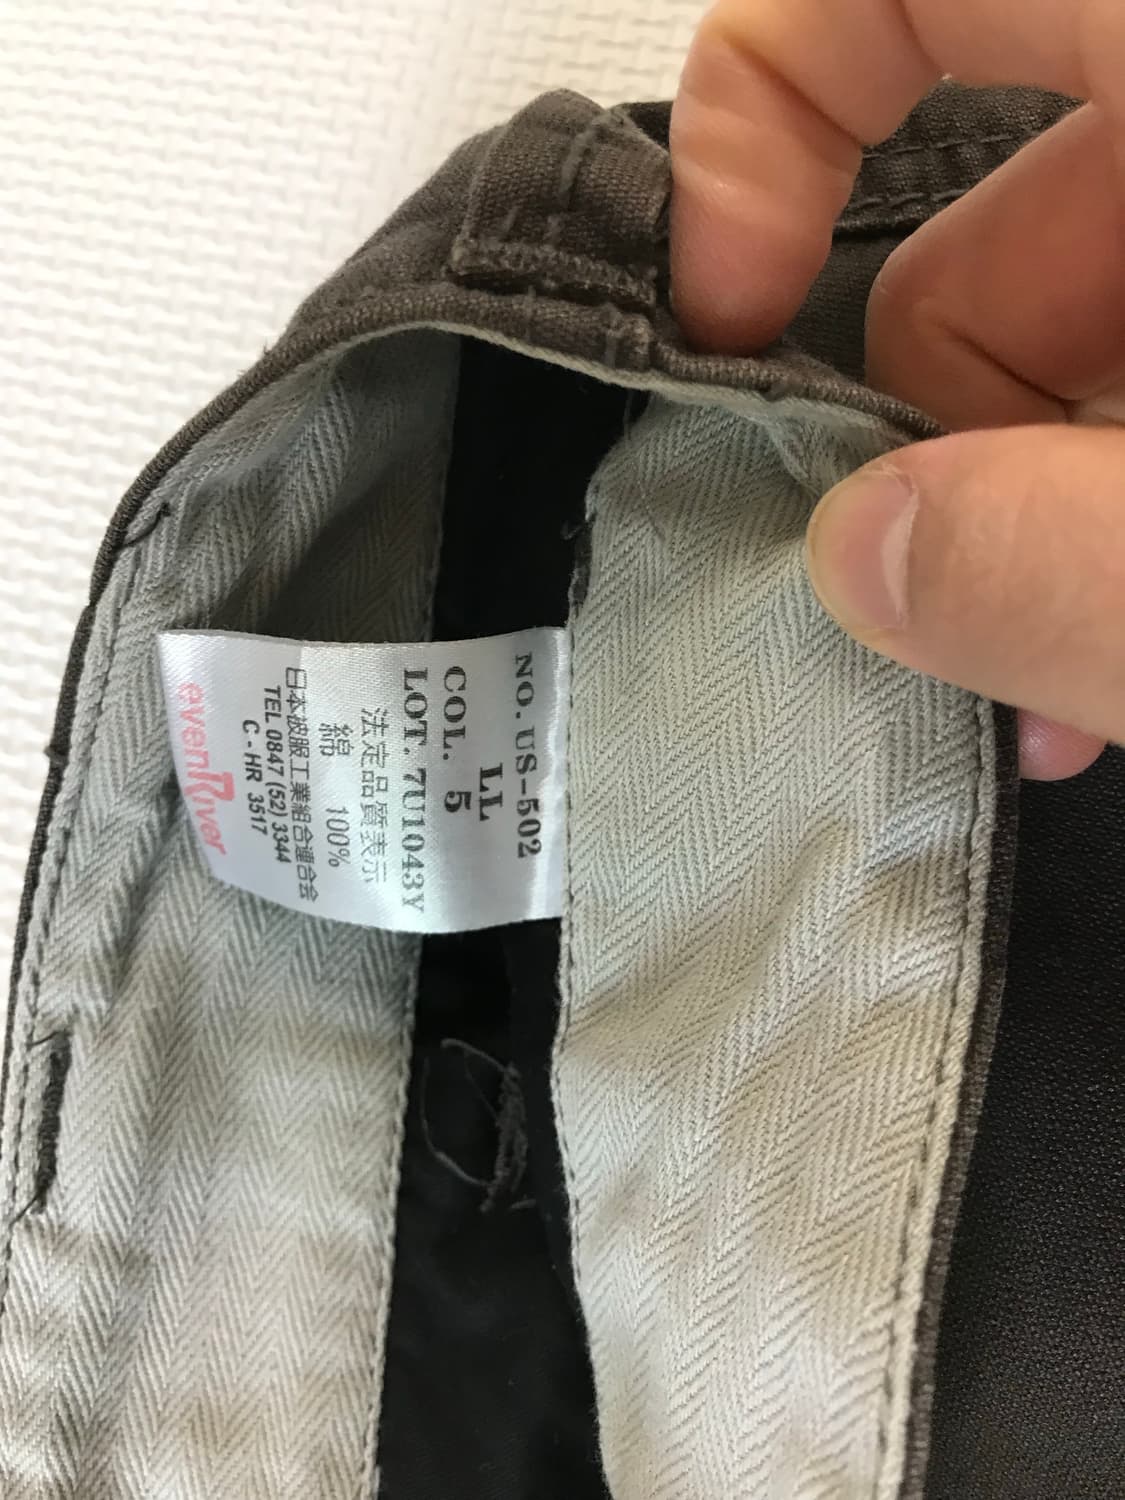 NO. US-502
LL
COL. 5
LOT. 7U1043Y
法定品質表示
綿 100%
日本被服工業組合連合会
TEL 0847 (52) 3344
C-HR 3517
evenRiver